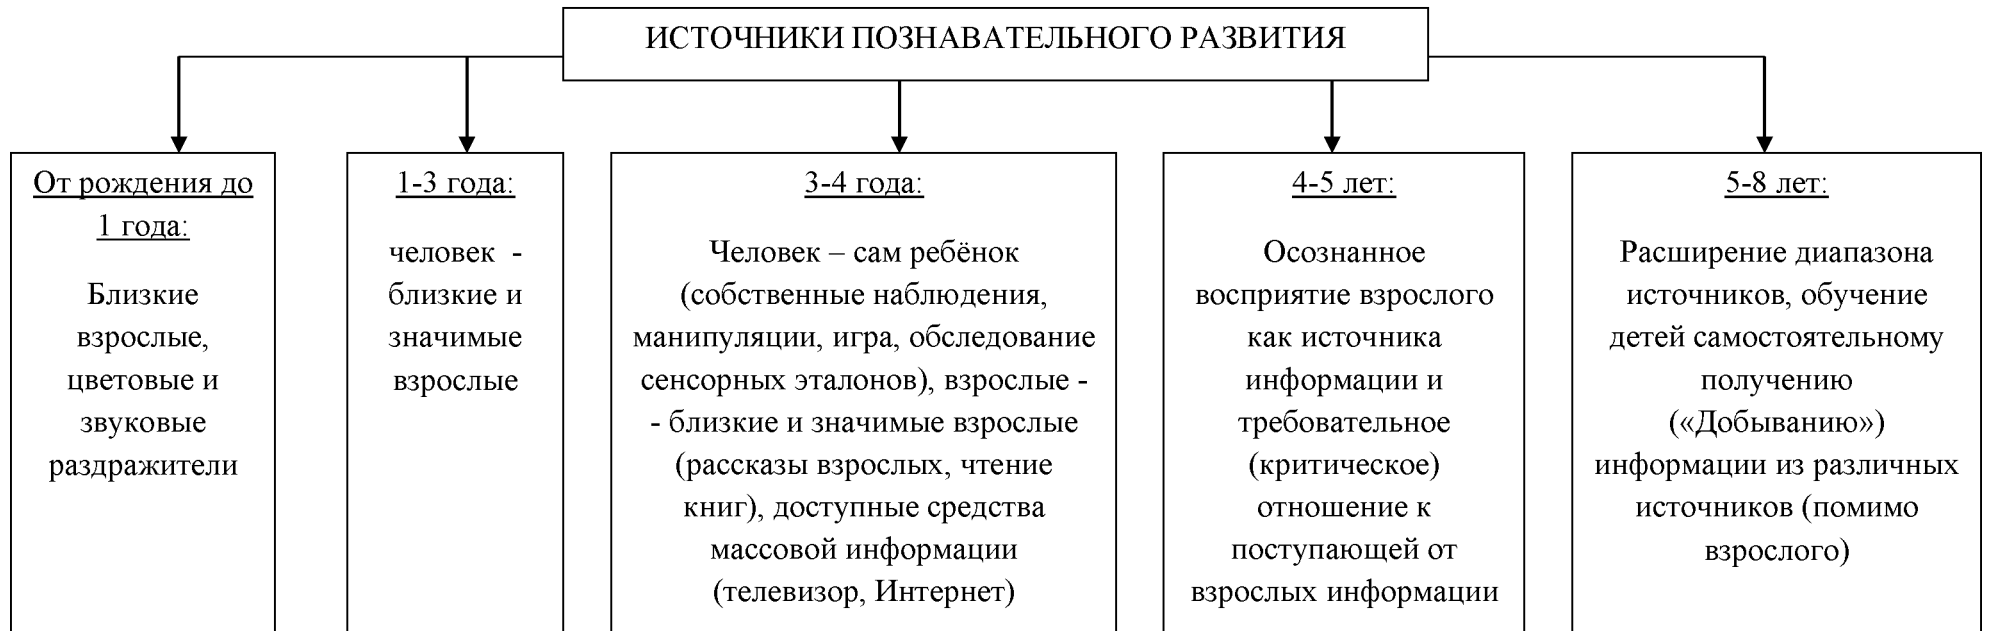 ИСТОЧНИКИ ПОЗНАВАТЕЛЬНОГО РАЗВИТИЯ
От рождения до
1 года:
Близкие
взрослые,
цветовые и
звуковые
раздражители
1-3 года:
человек -
близкие и
значимые
взрослые
3-4 года:
Человек – сам ребёнок
(собственные наблюдения,
манипуляции, игра, обследование
сенсорных эталонов), взрослые -
- близкие и значимые взрослые
(рассказы взрослых, чтение
книг), доступные средства
массовой информации
(телевизор, Интернет)
4-5 лет:
Осознанное
восприятие взрослого
как источника
информации и
требовательное
(критическое)
отношение к
поступающей от
взрослых информации
5-8 лет:
Расширение диапазона
источников, обучение
детей самостоятельному
получению
(«Добыванию»)
информации из различных
источников (помимо
взрослого)